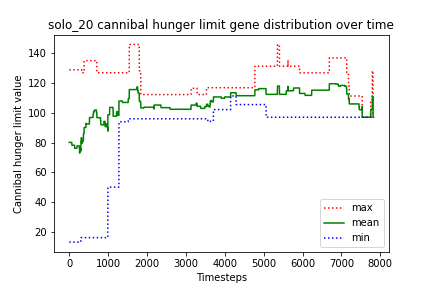 solo_20 cannibal hunger limit gene distribution over time
Cannibal hunger limit value
140
120
100
80
60
40
20
max
mean
min
0 1000 2000 3000 4000 5000 6000 7000 8000
Timesteps